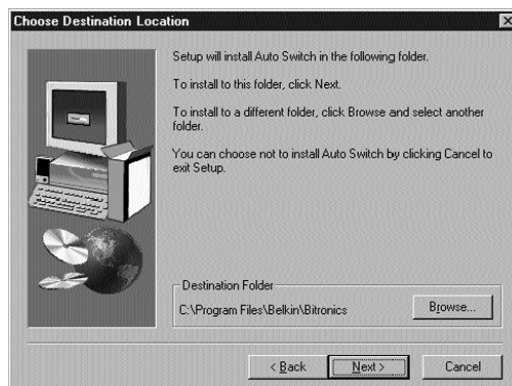 Choose Destination Location
Setup will install Auto Switch in the following folder.
To install to this folder, click Next.
To install to a different folder, click Browse and select another
folder.
You can choose not to install Auto Switch by clicking Cancel to
exit Setup.
Destination Folder
C:\Program Files\Belkin\Bitronics
Browse...
< Back
Next >
Cancel